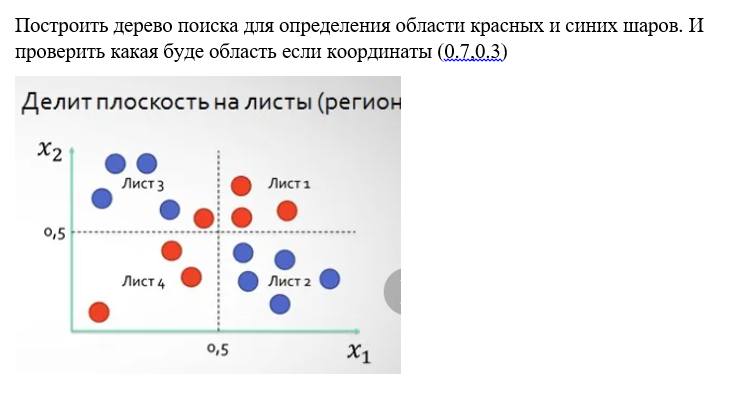 Построить дерево поиска для определения области красных и синих шаров. И
проверить какая буде область если координаты (0.7,0.3)
Делит плоскость на листы (регион
x₂
Лист 3
Лист 1
0,5
Лист 4
Лист 2
0,5
x₁